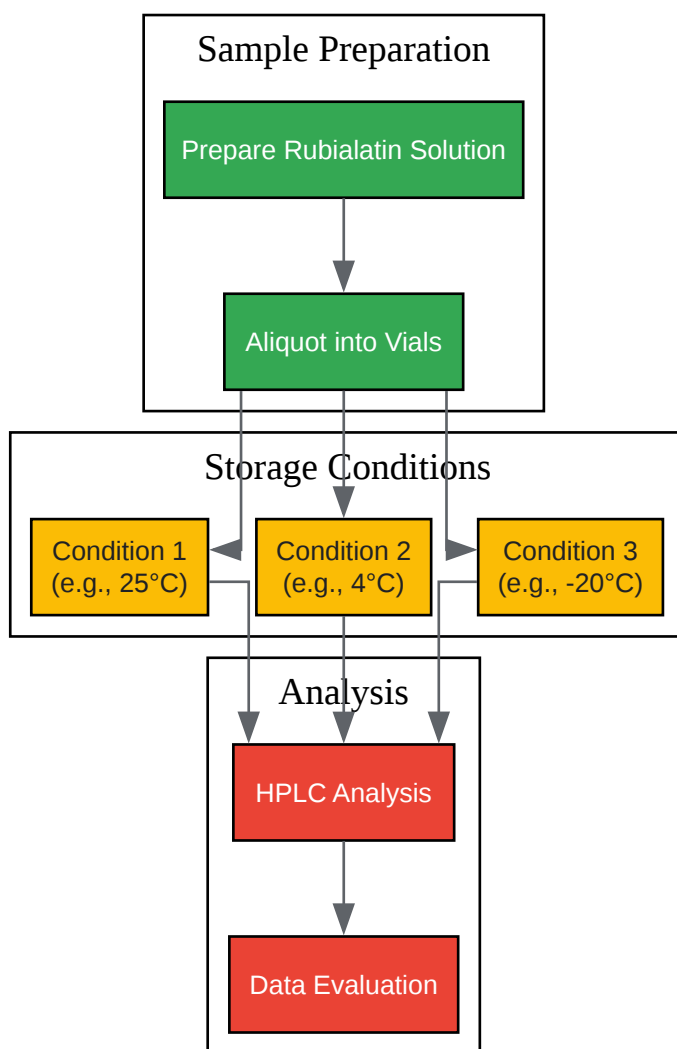 Sample Preparation
Prepare Rubialatin Solution
Aliquot into Vials
Storage Conditions
Condition 1
(e.g., 25°C)
Condition 2
(e.g., 4°C)
Condition 3
(e.g., -20°C)
Analysis
HPLC Analysis
Data Evaluation